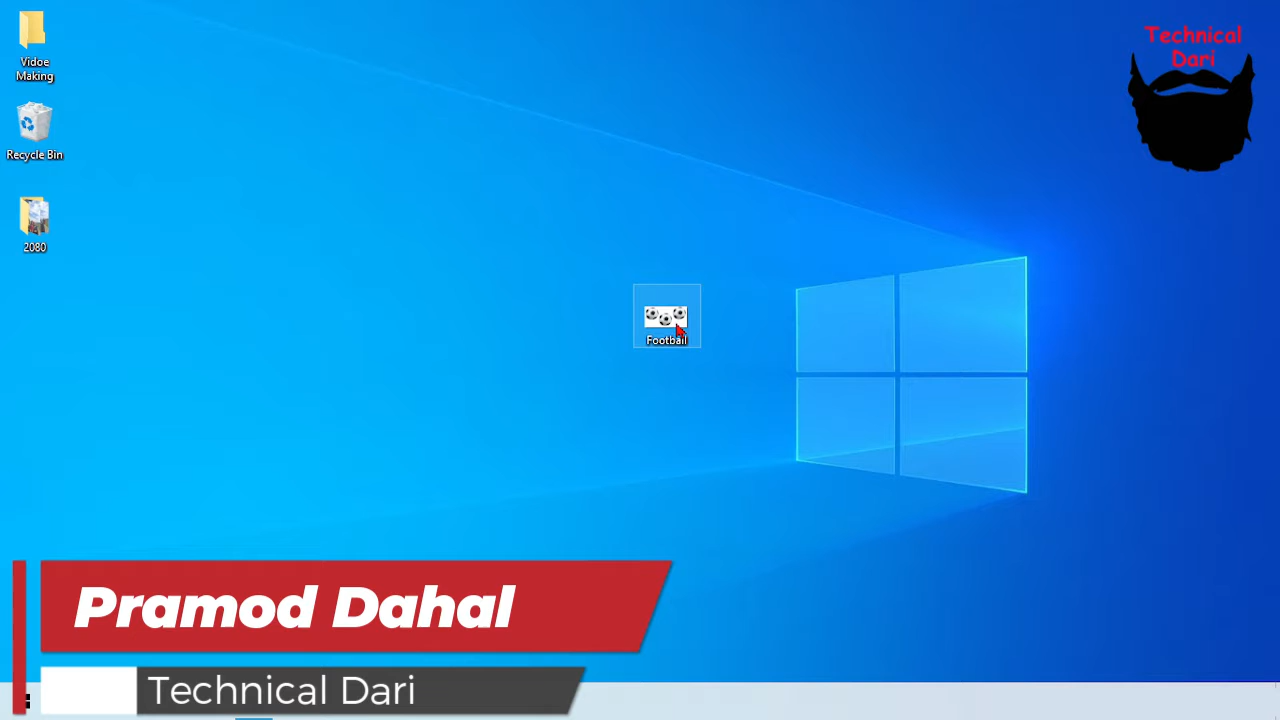 Vidoe
Making
Recycle Bin
2080
Football
Technical
Dari
Pramod Dahal
Technical Dari